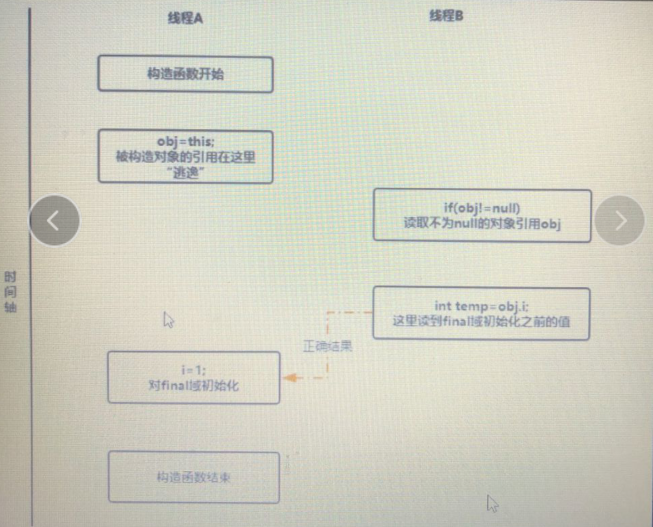 线程A
线程B
构造函数开始
obj=this;
被构造对象的引用在这里
“逃逸”
if(obj!=null)
读取不为null的对象引用obj
时间轴
int temp=obj.i;
这里读到final域初始化之前的值
正确结果
i=1;
对final域初始化
构造函数结束